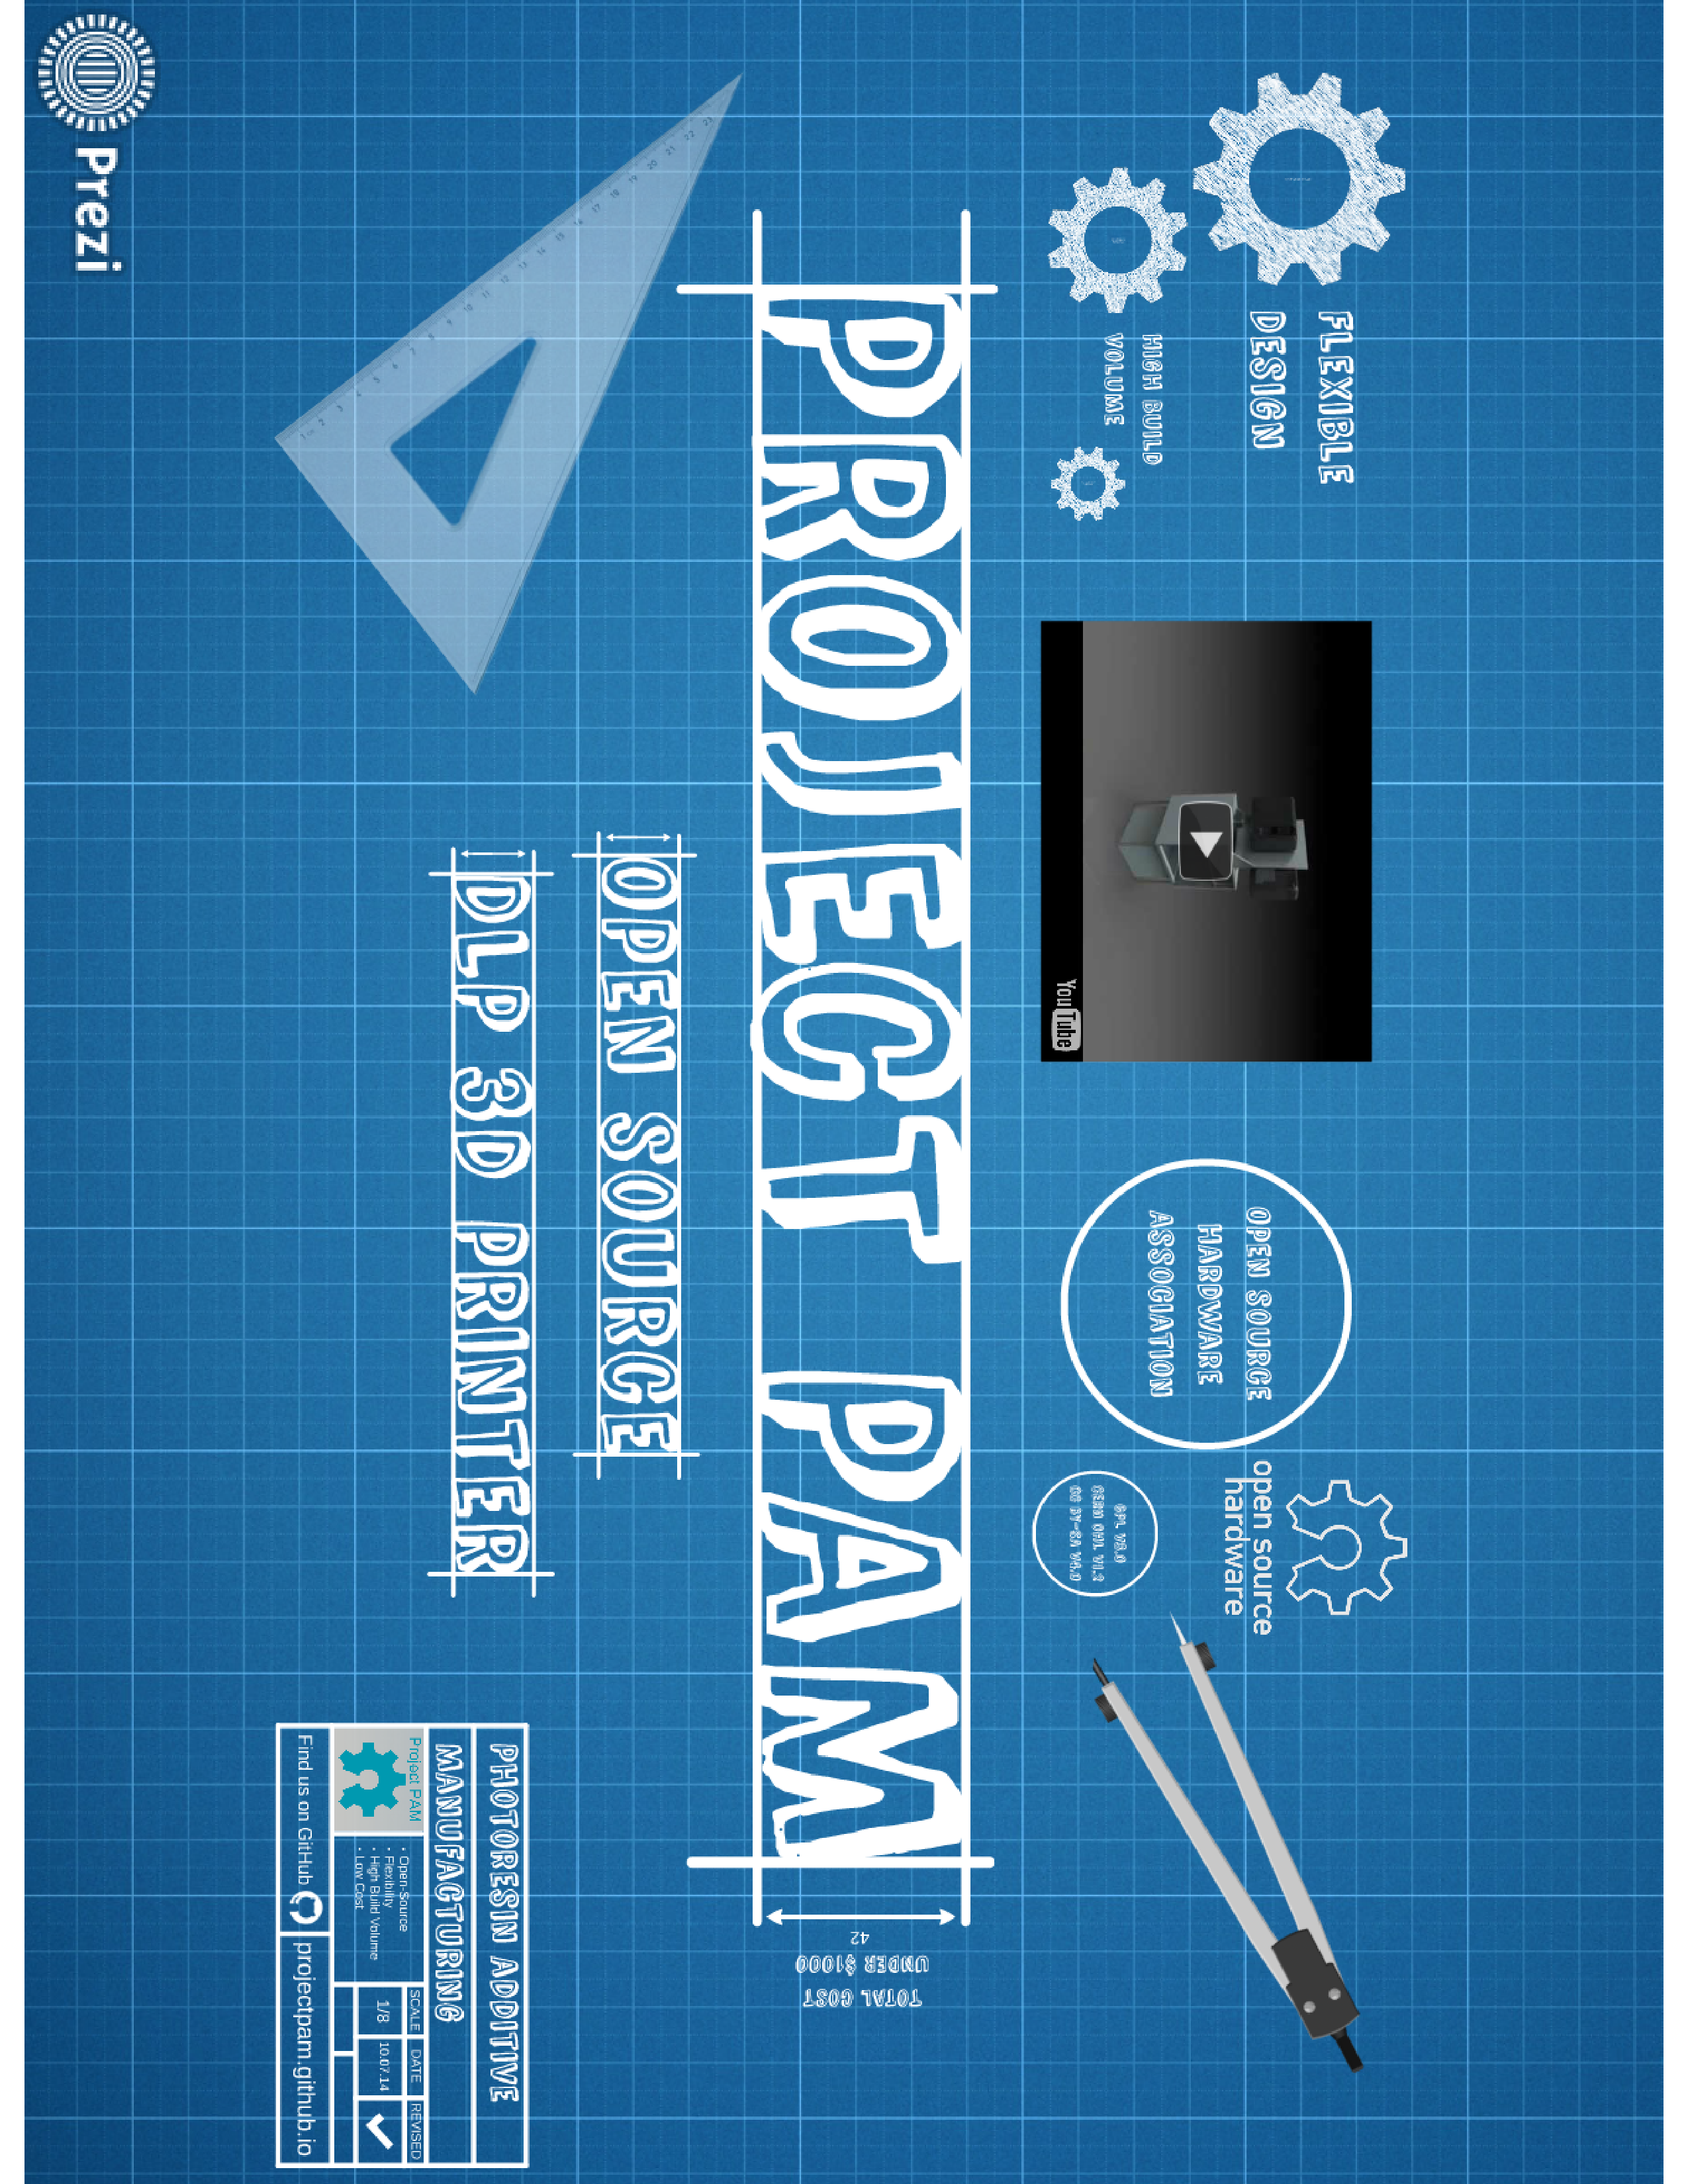 FLEXIBLE
DESIGN
HIGH BUILD
VOLUME
YouTube
OPEN SOURCE
HARDWARE
ASSOCIATION
open source
hardware
GPL V3.0
CERN OHL V1.2
CC BY-SA V4.0
PROJECT PAM
42
UNDER $1000
TOTAL COST
OPEN SOURCE
DLP 3D PRINTER
PHOTORESIN ADDITIVE
MANUFACTURING
Project PAM
• Open-Source
• Flexibility
• High Build Volume
• Low Cost
SCALE DATE REVISED
1/8 10.07.14
Find us on GitHub projectpam.github.io
Prezi